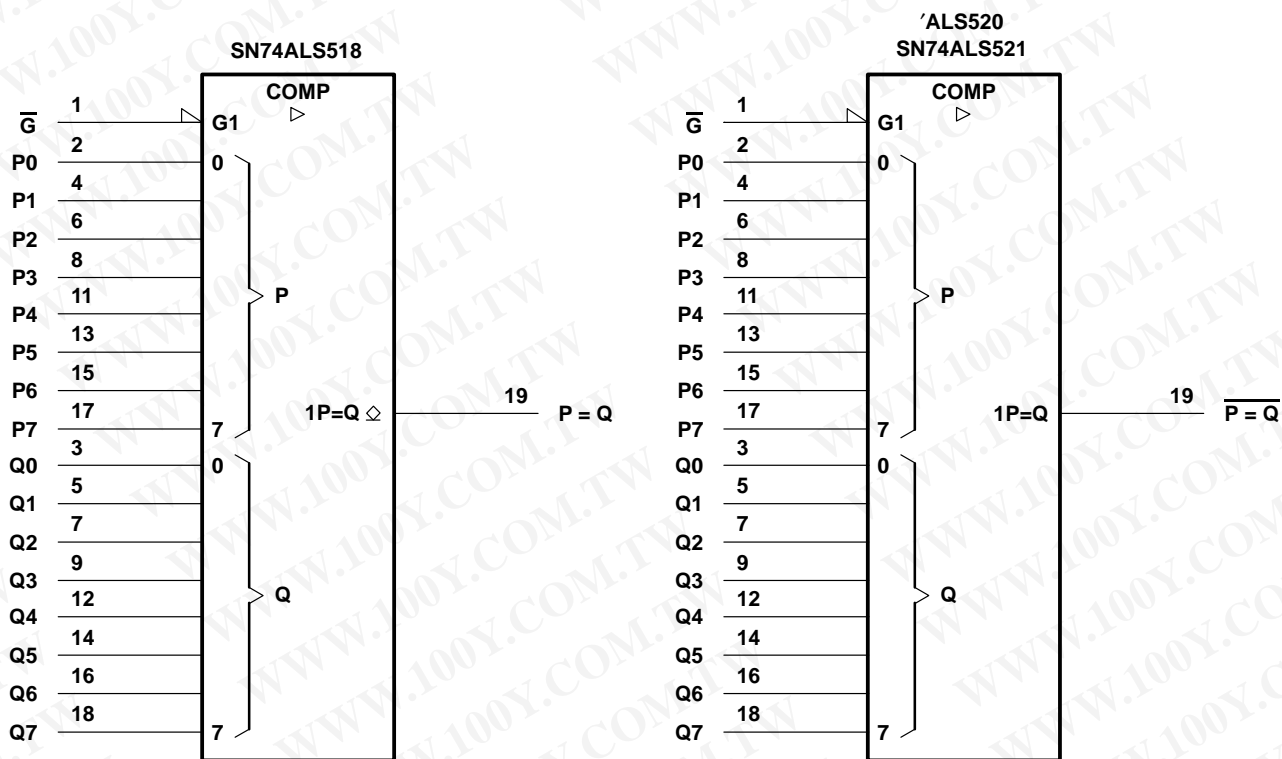 SN74ALS518
COMP
▷
G̅ 1 G1
P0 2 0
P1 4
P2 6
P3 8
P4 11
P
P5 13
P6 15
P7 17 7
1P=Q ◇ 19 P = Q
Q0 3 0
Q1 5
Q2 7
Q3 9
Q4 12
Q
Q5 14
Q6 16
Q7 18 7
′ALS520
SN74ALS521
COMP
▷
G̅ 1 G1
P0 2 0
P1 4
P2 6
P3 8
P4 11
P
P5 13
P6 15
P7 17 7
1P=Q 19 P̅ ̅=̅ ̅Q̅
Q0 3 0
Q1 5
Q2 7
Q3 9
Q4 12
Q
Q5 14
Q6 16
Q7 18 7
WWW.100Y.COM.TW